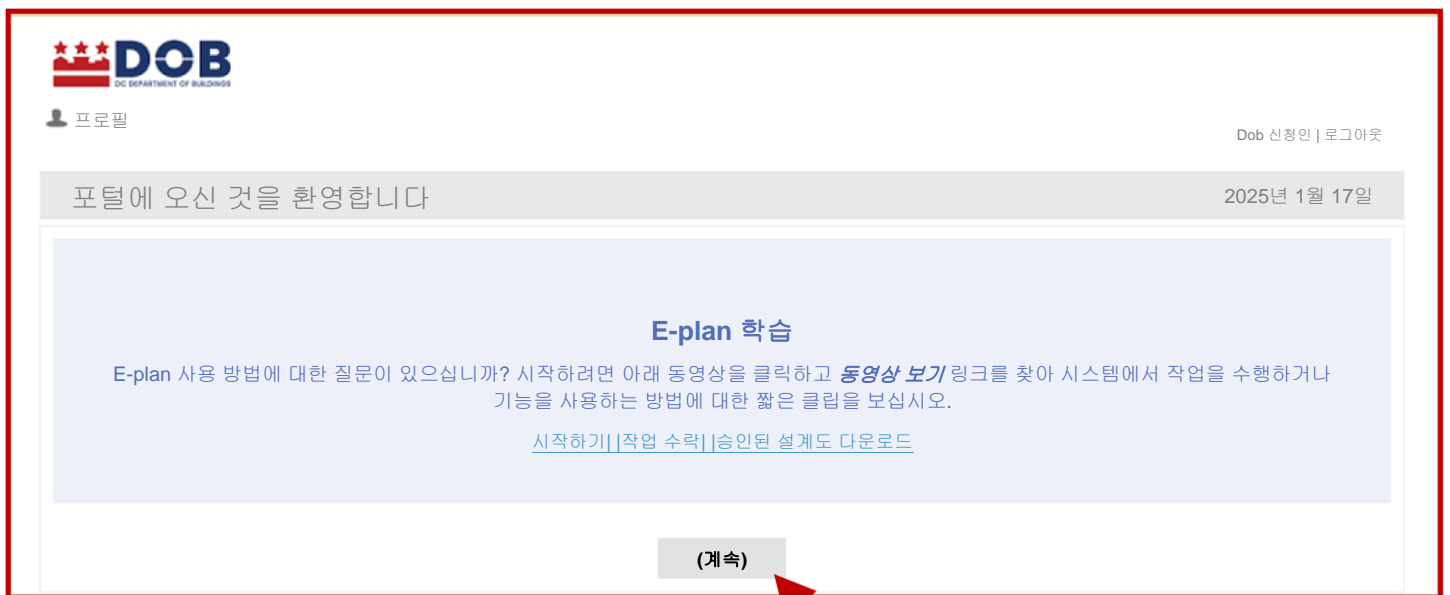 DOB
DC DEPARTMENT OF BUILDINGS
프로필
Dob 신청인 | 로그아웃
포털에 오신 것을 환영합니다
2025년 1월 17일
E-plan 학습
E-plan 사용 방법에 대한 질문이 있으십니까? 시작하려면 아래 동영상을 클릭하고 동영상 보기 링크를 찾아 시스템에서 작업을 수행하거나
기능을 사용하는 방법에 대한 짧은 클립을 보십시오.
시작하기| |작업 수락| |승인된 설계도 다운로드
(계속)